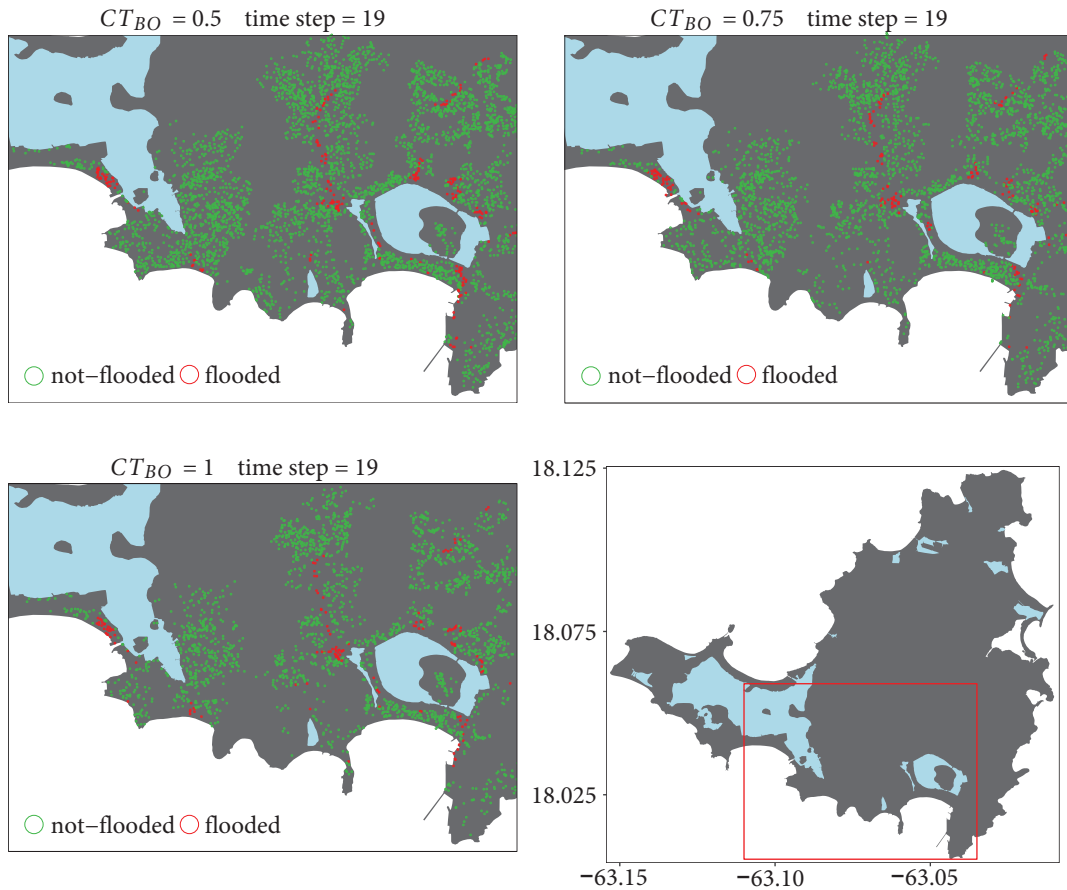 CT_BO = 0.5 time step = 19
CT_BO = 0.75 time step = 19
not−flooded flooded
not−flooded flooded
CT_BO = 1 time step = 19
not−flooded flooded
18.125
18.075
18.025
−63.15 −63.10 −63.05